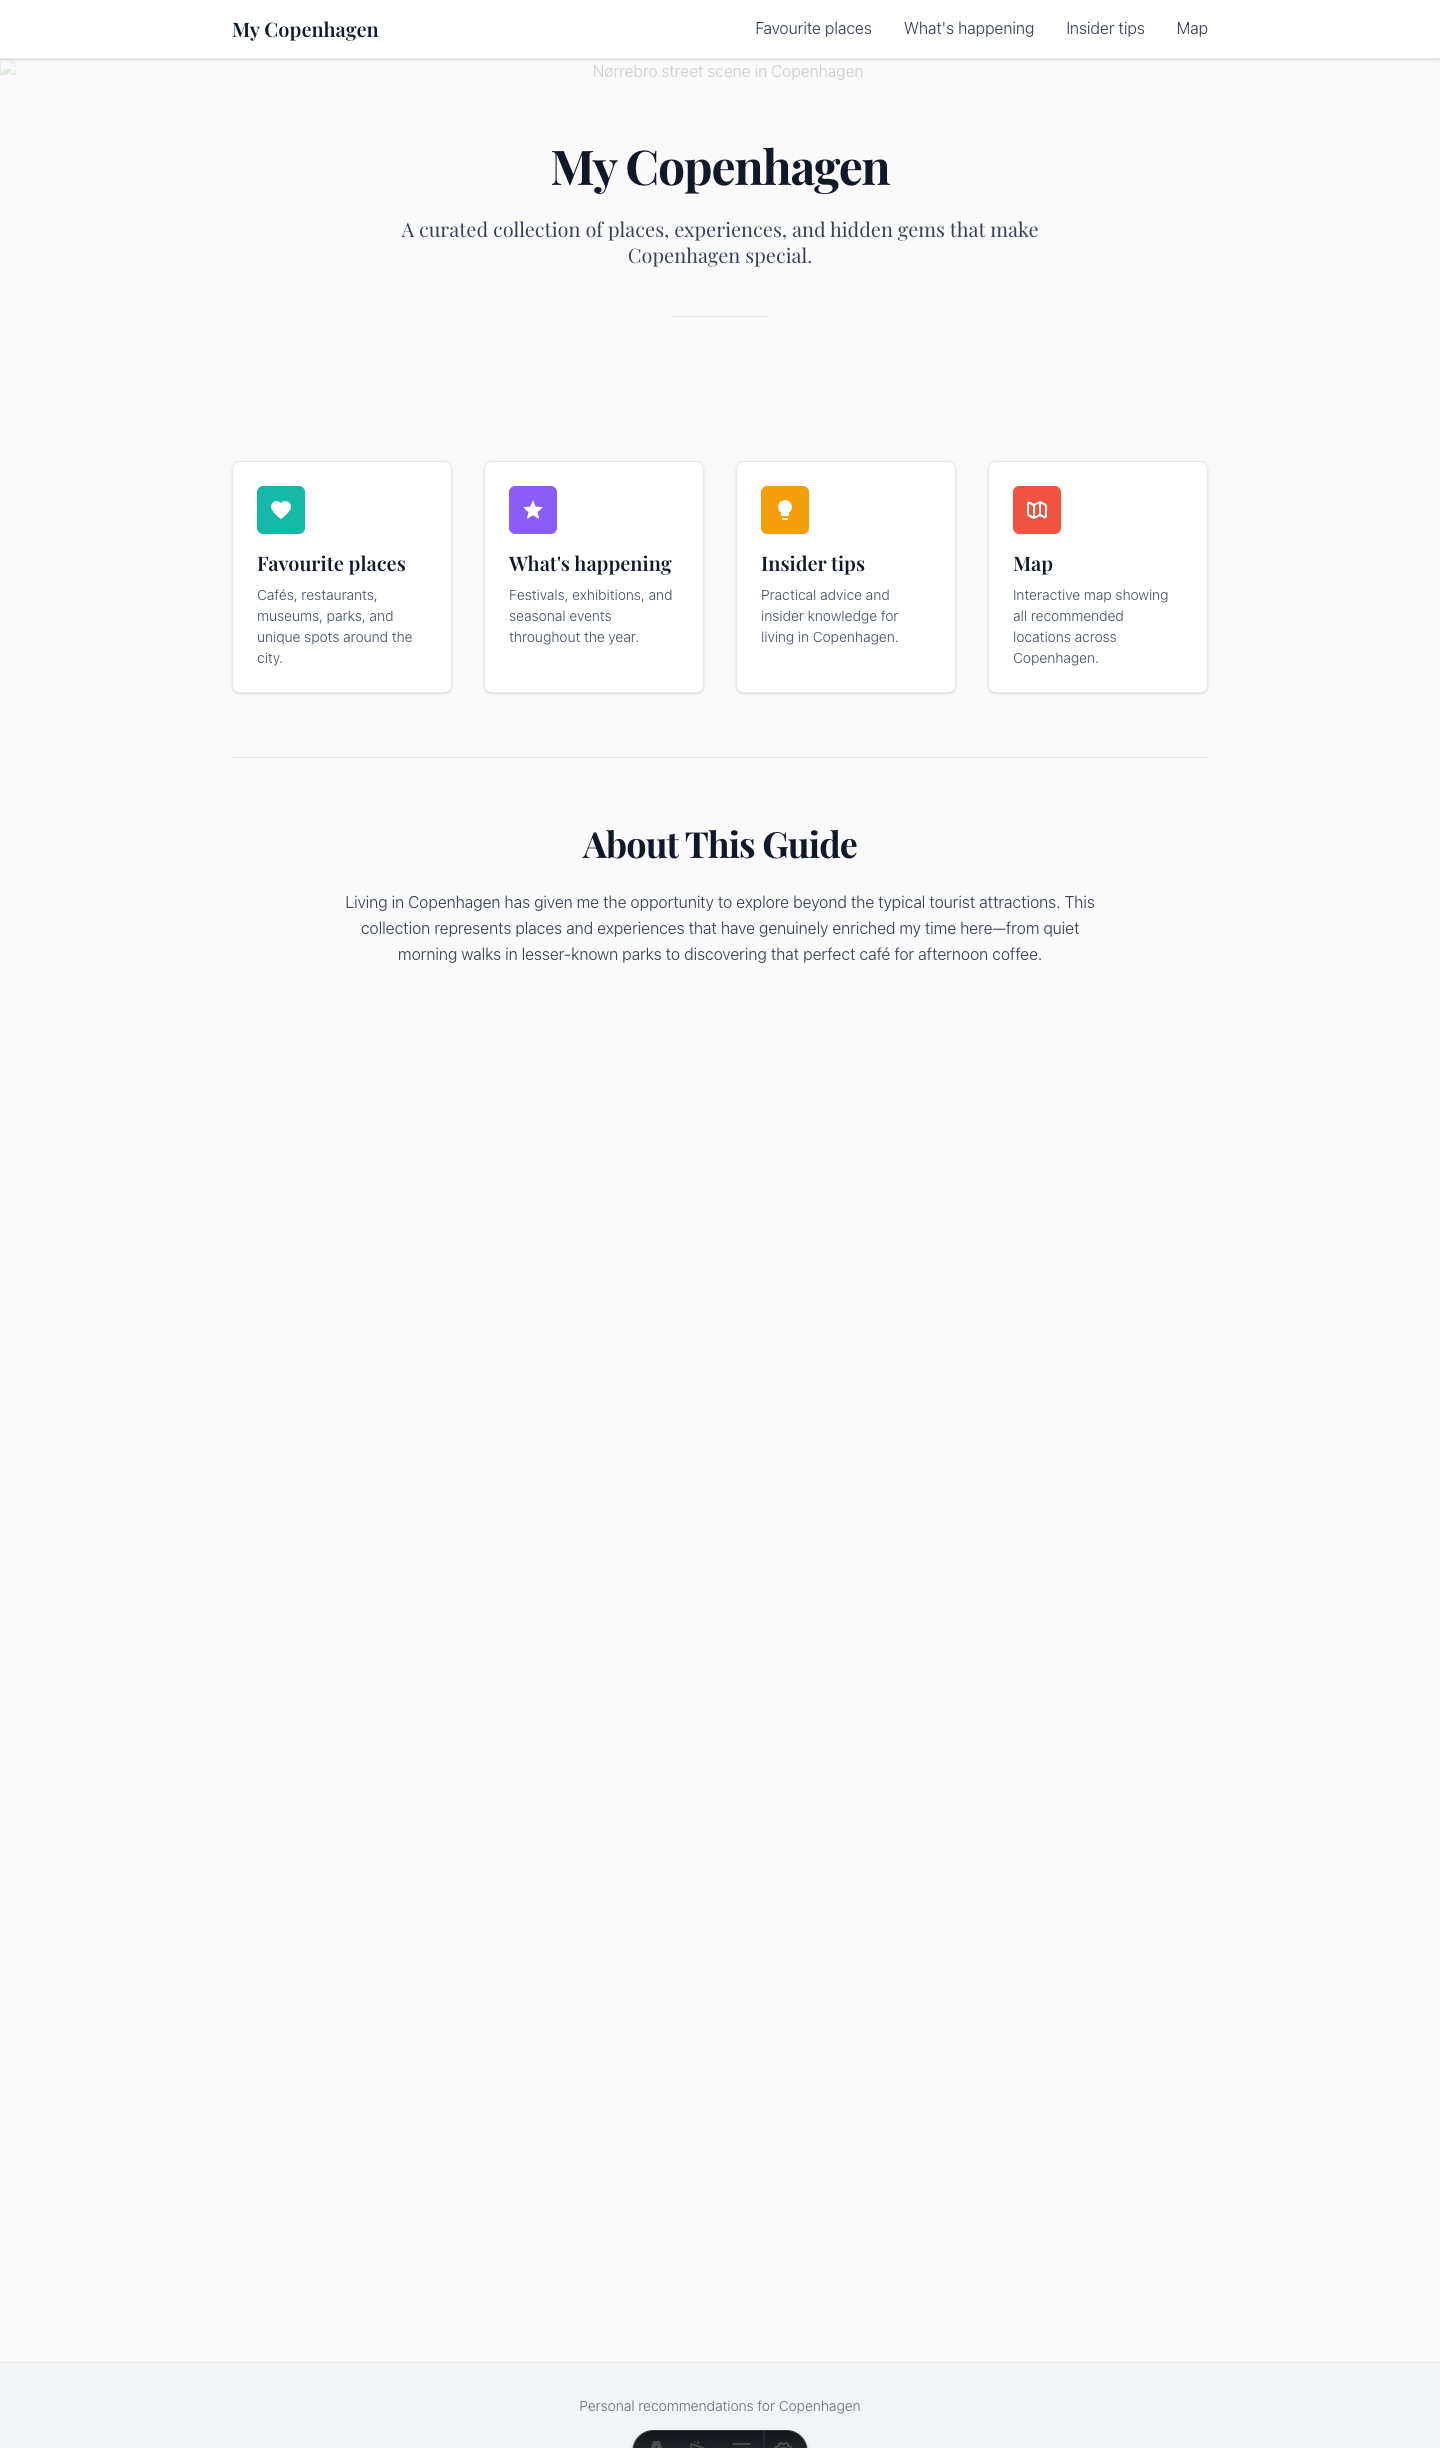 My Copenhagen
Favourite places
What's happening
Insider tips
Map
Nørrebro street scene in Copenhagen
My Copenhagen
A curated collection of places, experiences, and hidden gems that make
Copenhagen special.
Favourite places
Cafés, restaurants,
museums, parks, and
unique spots around the
city.
What's happening
Festivals, exhibitions, and
seasonal events
throughout the year.
Insider tips
Practical advice and
insider knowledge for
living in Copenhagen.
Map
Interactive map showing
all recommended
locations across
Copenhagen.
About This Guide
Living in Copenhagen has given me the opportunity to explore beyond the typical tourist attractions. This
collection represents places and experiences that have genuinely enriched my time here—from quiet
morning walks in lesser-known parks to discovering that perfect café for afternoon coffee.
Personal recommendations for Copenhagen